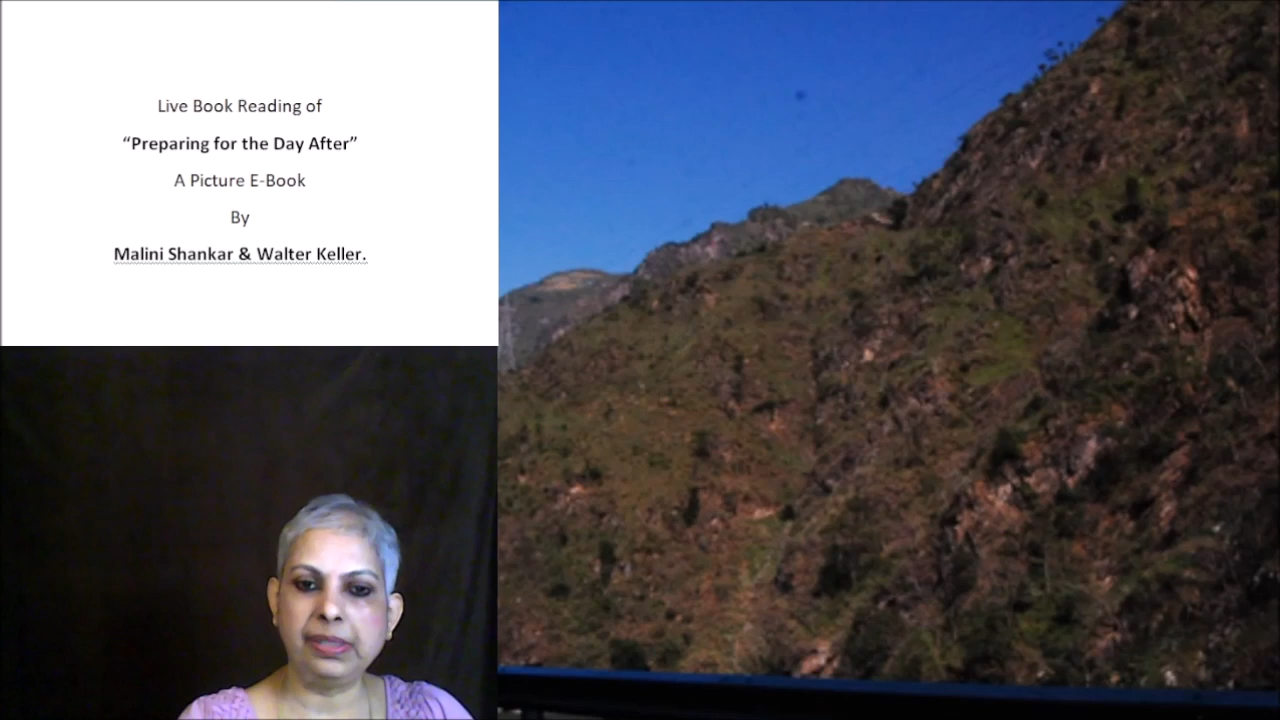 Live Book Reading of
“Preparing for the Day After”
A Picture E-Book
By
Malini Shankar & Walter Keller.